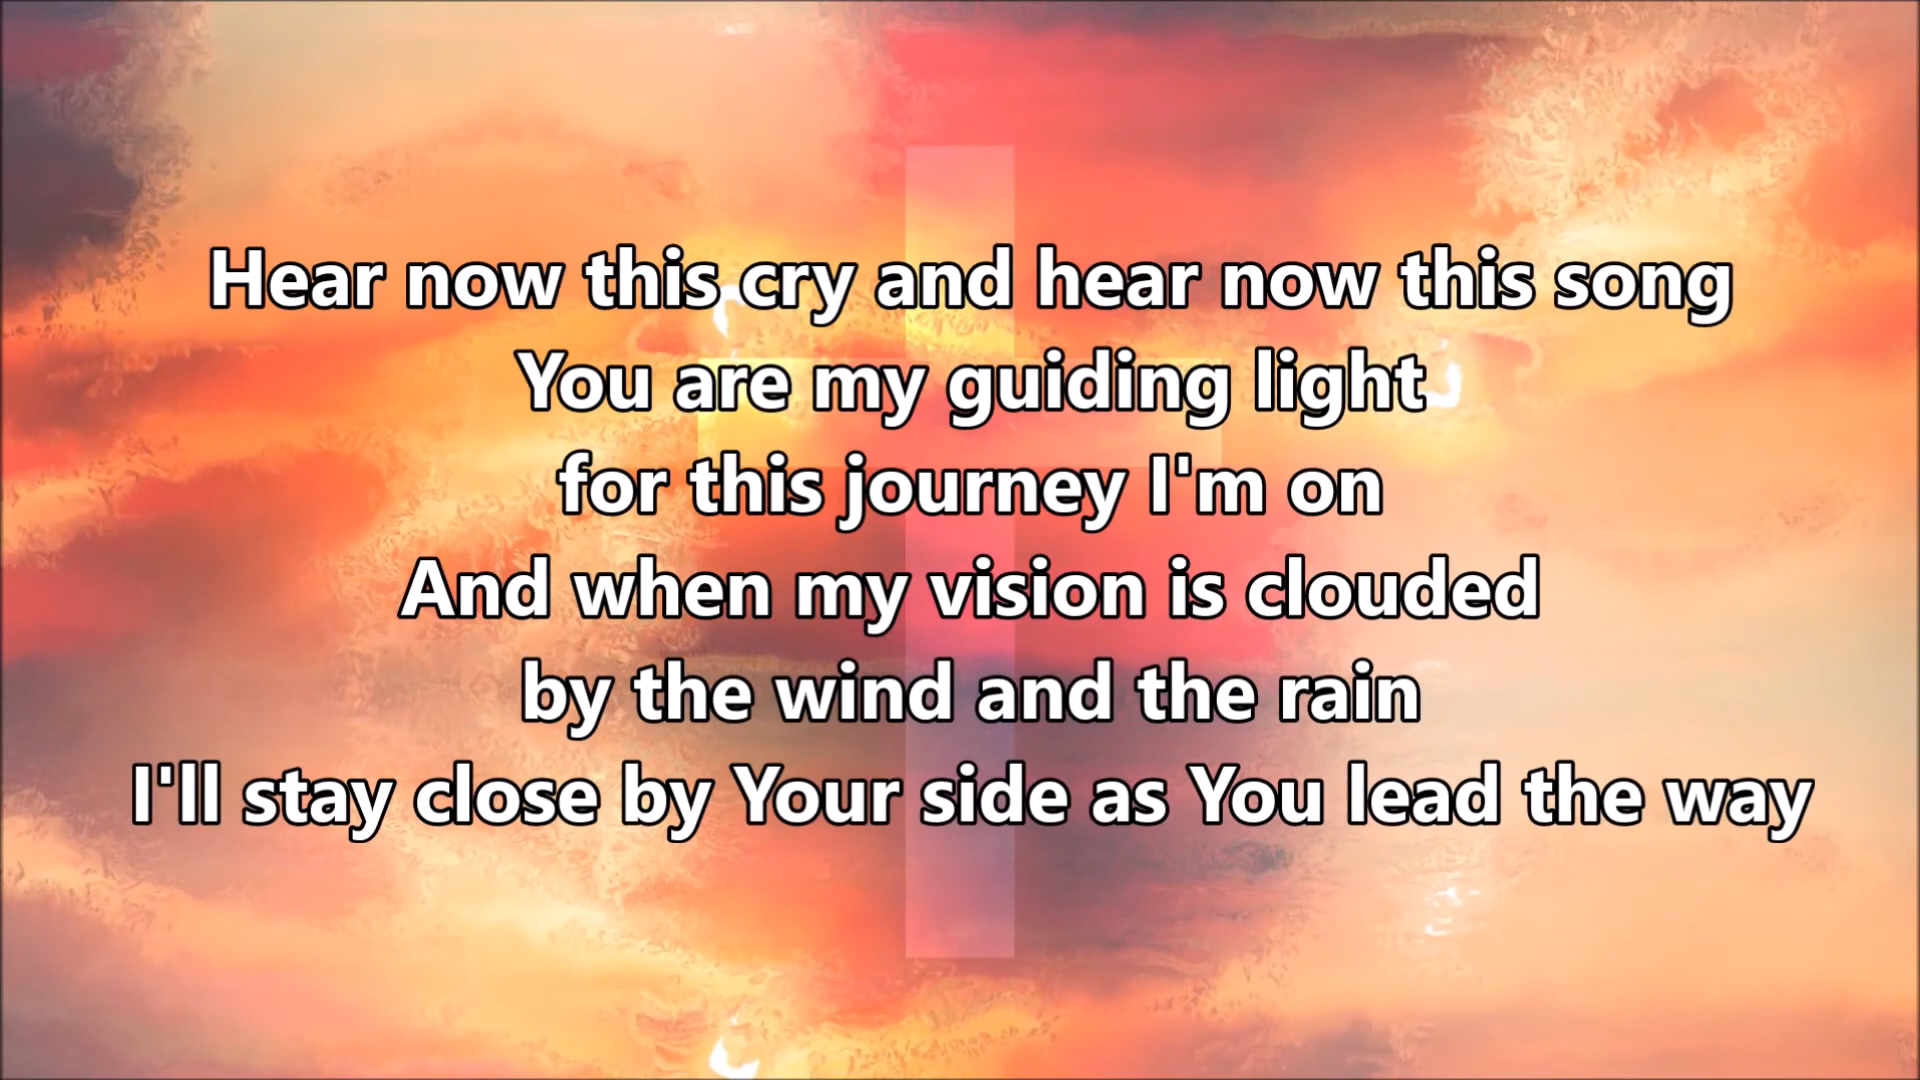 Hear now this cry and hear now this song
You are my guiding light
for this journey I'm on
And when my vision is clouded
by the wind and the rain
I'll stay close by Your side as You lead the way